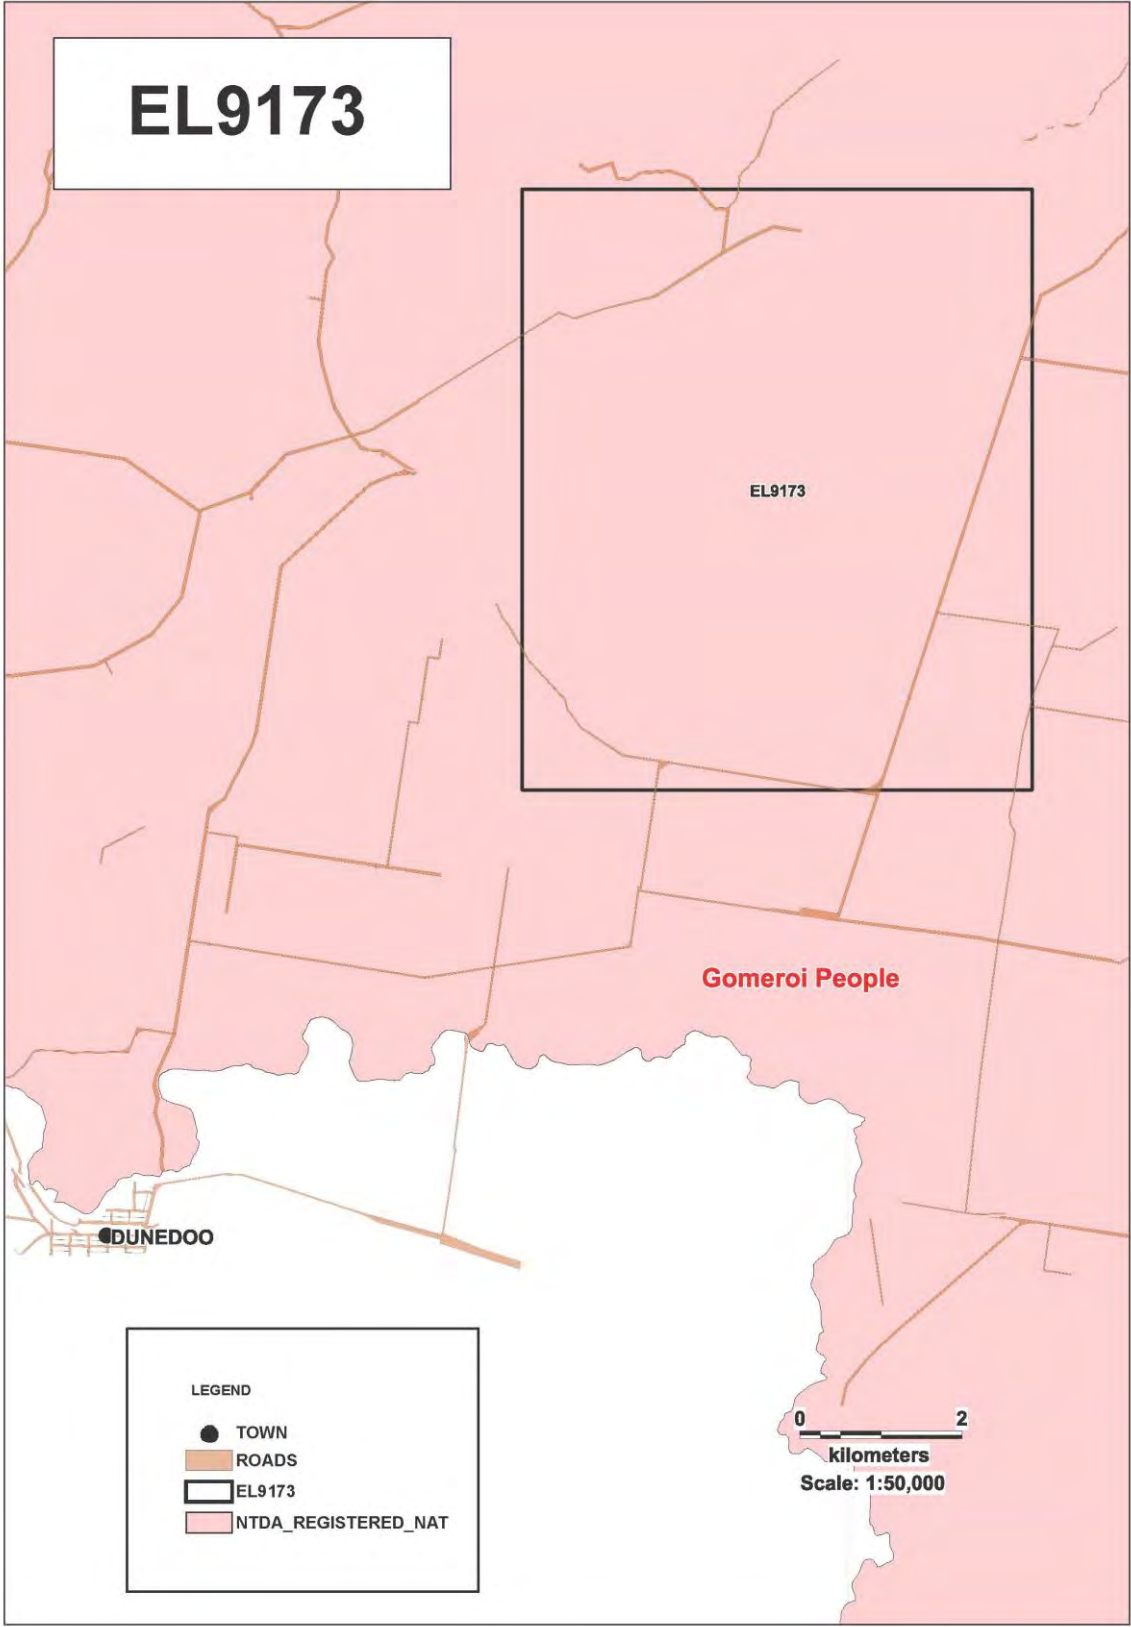 EL9173
EL9173
Gomeroi People
DUNEDOO
LEGEND
TOWN
ROADS
EL9173
NTDA_REGISTERED_NAT
0 2
kilometers
Scale: 1:50,000